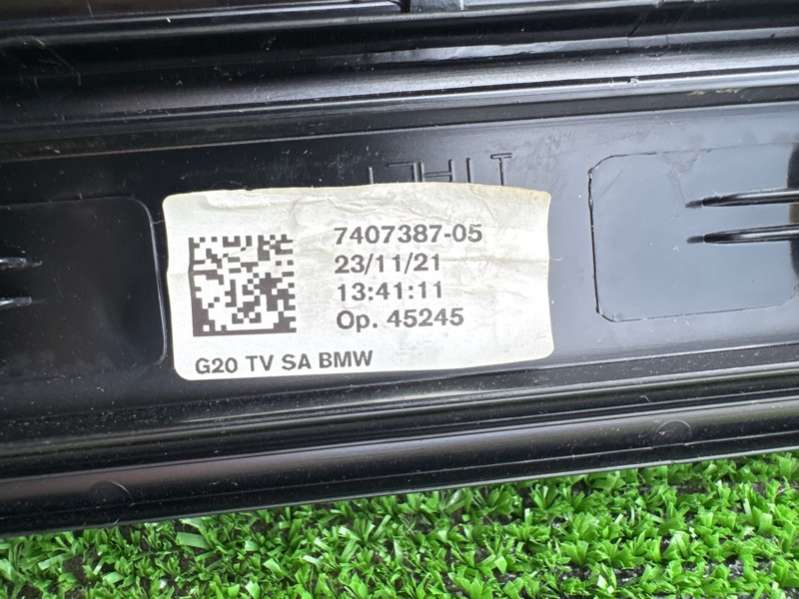 7407387-05
23/11/21
13:41:11
Op. 45245
G20 TV SA BMW